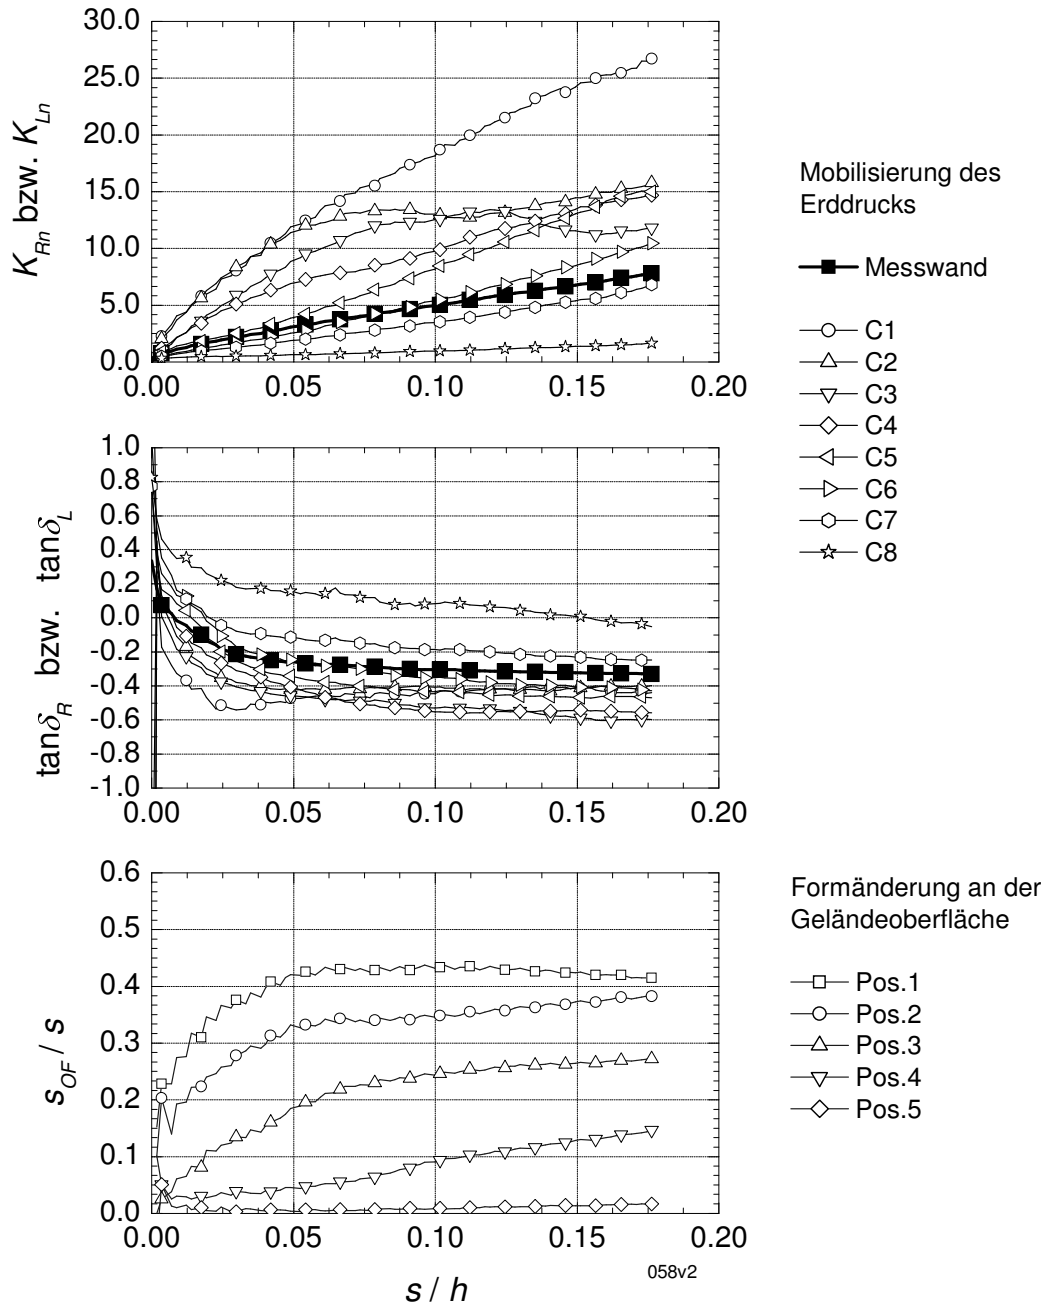 30.0
25.0
20.0
15.0
10.0
5.0
0.0
K_Rn bzw. K_Ln
0.00 0.05 0.10 0.15 0.20
Mobilisierung des
Erddrucks
Messwand
C1
C2
C3
C4
C5
C6
C7
C8
1.0
0.8
0.6
0.4
0.2
0.0
-0.2
-0.4
-0.6
-0.8
-1.0
tanδ_R bzw. tanδ_L
0.00 0.05 0.10 0.15 0.20
0.6
0.5
0.4
0.3
0.2
0.1
0.0
s_OF / s
0.00 0.05 0.10 0.15 0.20
s / h
058v2
Formänderung an der
Geländeoberfläche
Pos.1
Pos.2
Pos.3
Pos.4
Pos.5